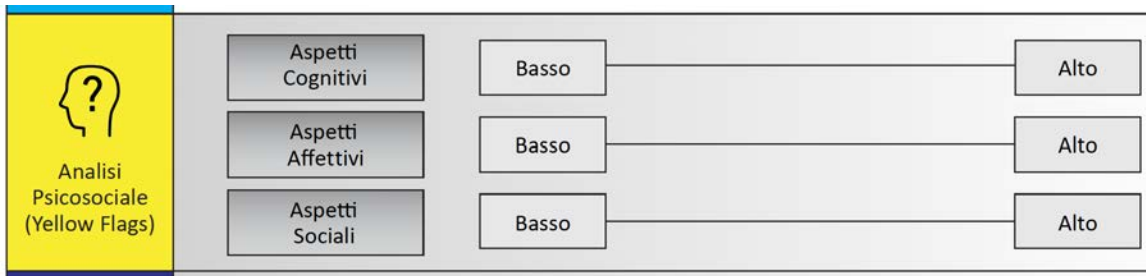 ?
Analisi
Psicosociale
(Yellow Flags)
Aspetti
Cognitivi
Basso
Alto
Aspetti
Affettivi
Basso
Alto
Aspetti
Sociali
Basso
Alto